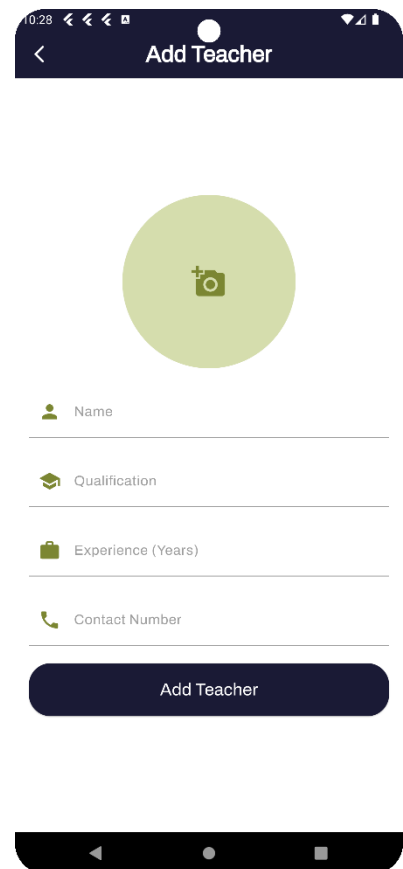 10:28
Add Teacher
Name
Qualification
Experience (Years)
Contact Number
Add Teacher